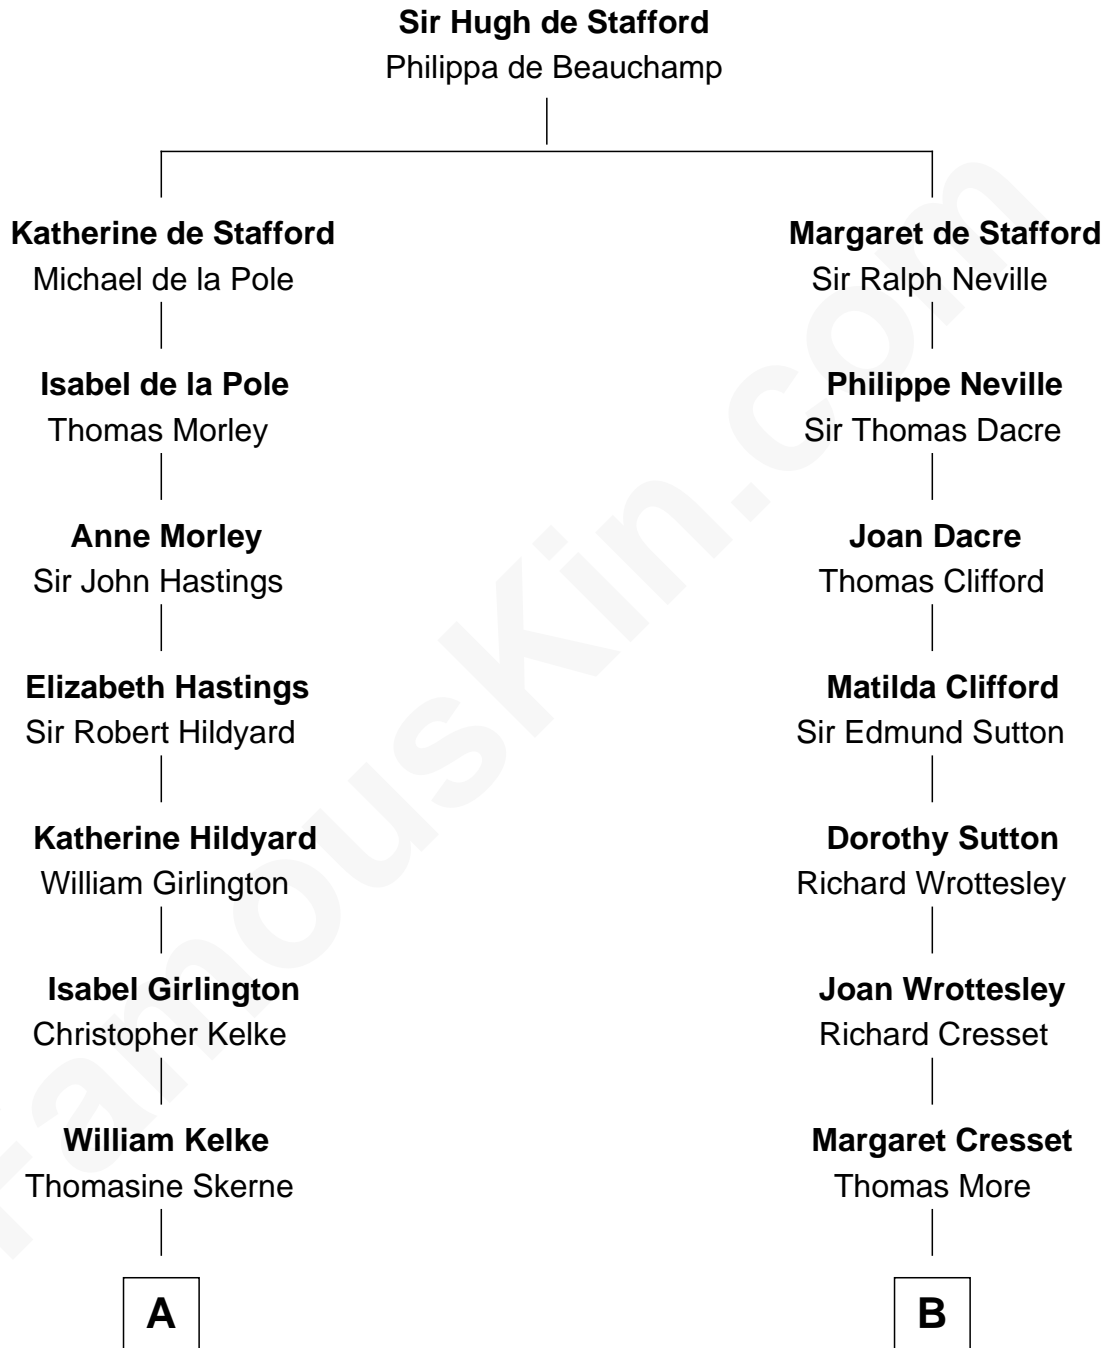 Sir Hugh de Stafford
Philippa de Beauchamp
Katherine de Stafford
Michael de la Pole
Margaret de Stafford
Sir Ralph Neville
Isabel de la Pole
Thomas Morley
Philippe Neville
Sir Thomas Dacre
Anne Morley
Sir John Hastings
Joan Dacre
Thomas Clifford
Elizabeth Hastings
Sir Robert Hildyard
Matilda Clifford
Sir Edmund Sutton
Katherine Hildyard
William Girlington
Dorothy Sutton
Richard Wrottesley
Isabel Girlington
Christopher Kelke
Joan Wrottesley
Richard Cresset
William Kelke
Thomasine Skerne
Margaret Cresset
Thomas More
A
B
FamousKin.com